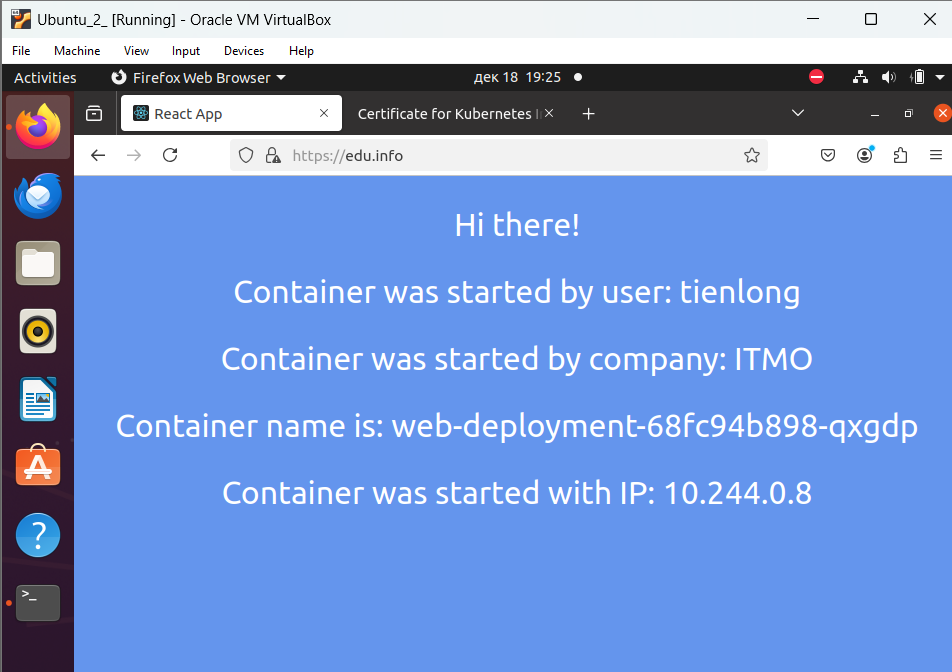 Ubuntu_2_ [Running] - Oracle VM VirtualBox
File Machine View Input Devices Help
Activities Firefox Web Browser дек 18 19:25
React App Certificate for Kubernetes
https://edu.info
Hi there!
Container was started by user: tienlong
Container was started by company: ITMO
Container name is: web-deployment-68fc94b898-qxgdp
Container was started with IP: 10.244.0.8
>_